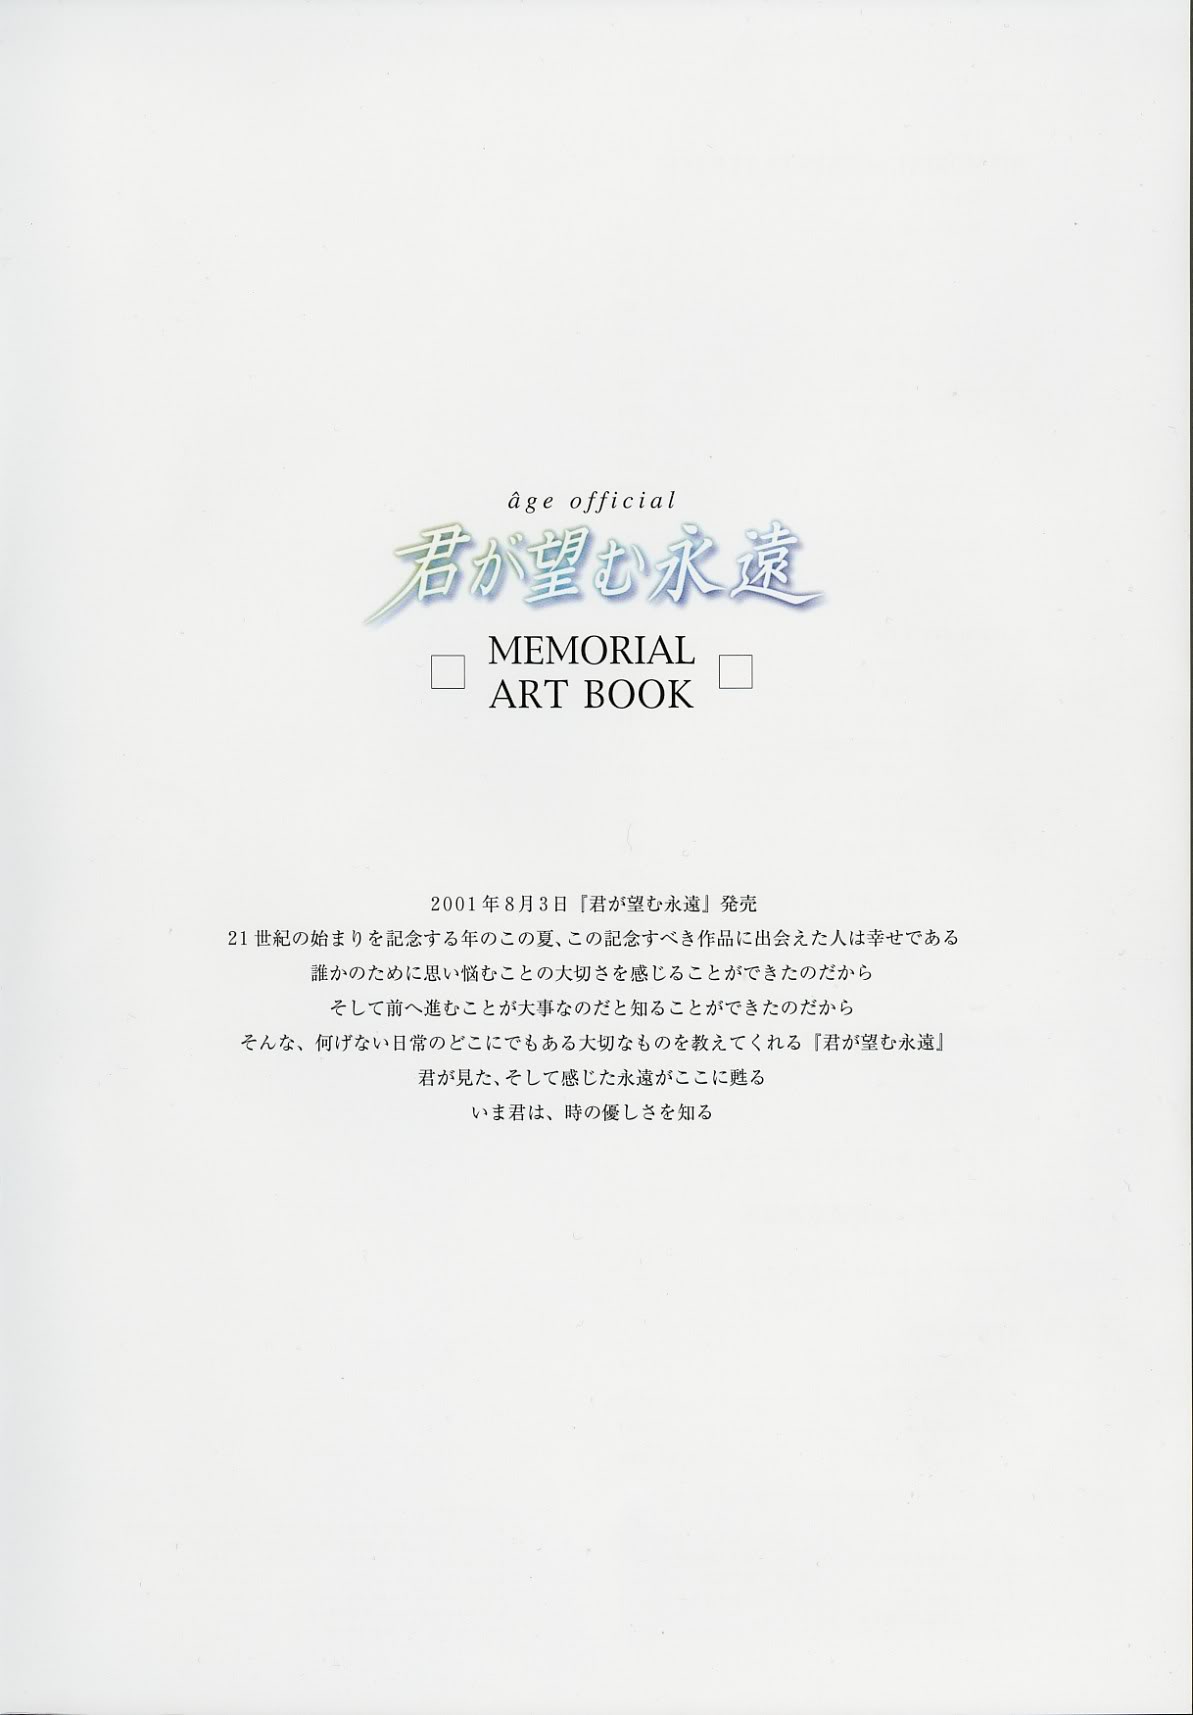 âge official
君が望む永遠
MEMORIAL
ART BOOK
2001年8月3日『君が望む永遠』発売
21世紀の始まりを記念する年のこの夏、この記念すべき作品に出会えた人は幸せである
誰かのために思い悩むことの大切さを感じることができたのだから
そして前へ進むことが大事なのだと知ることができたのだから
そんな、何げない日常のどこにでもある大切なものを教えてくれる『君が望む永遠』
君が見た、そして感じた永遠がここに甦る
いま君は、時の優しさを知る